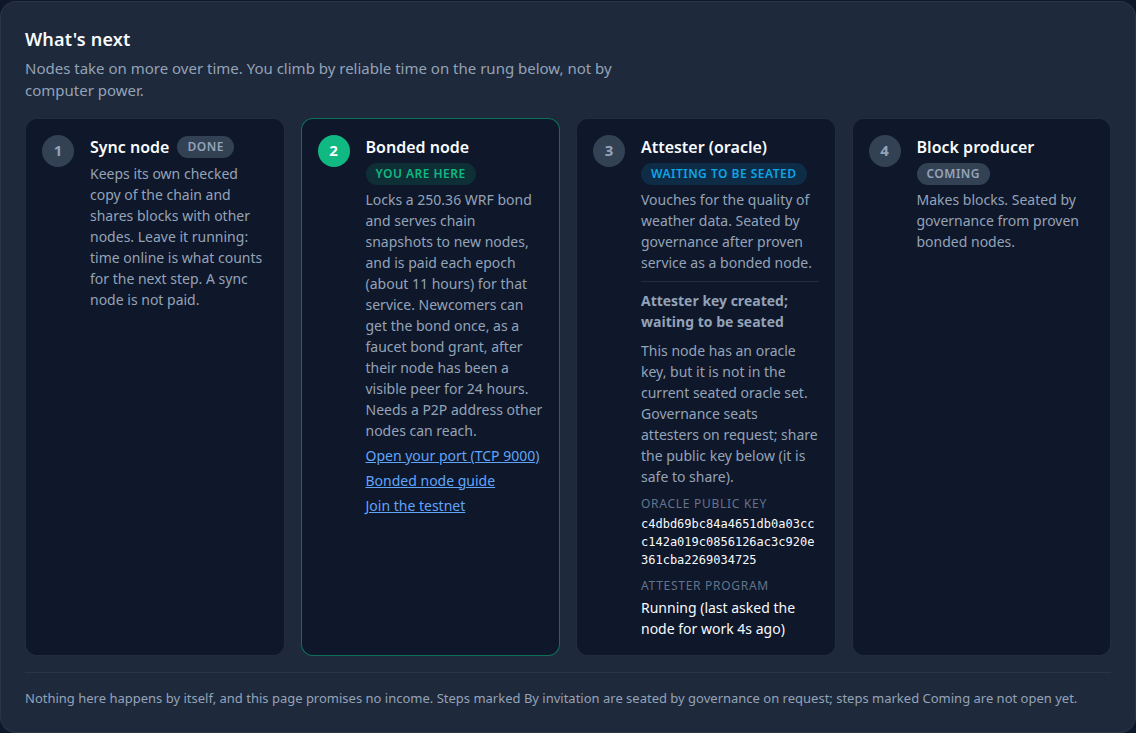 What's next
Nodes take on more over time. You climb by reliable time on the rung below, not by
computer power.
1
Sync node
DONE
Keeps its own checked
copy of the chain and
shares blocks with other
nodes. Leave it running:
time online is what counts
for the next step. A sync
node is not paid.
2
Bonded node
YOU ARE HERE
Locks a 250.36 WRF bond
and serves chain
snapshots to new nodes,
and is paid each epoch
(about 11 hours) for that
service. Newcomers can
get the bond once, as a
faucet bond grant, after
their node has been a
visible peer for 24 hours.
Needs a P2P address other
nodes can reach.
Open your port (TCP 9000)
Bonded node guide
Join the testnet
3
Attester (oracle)
WAITING TO BE SEATED
Vouches for the quality of
weather data. Seated by
governance after proven
service as a bonded node.
Attester key created;
waiting to be seated
This node has an oracle
key, but it is not in the
current seated oracle set.
Governance seats
attesters on request; share
the public key below (it is
safe to share).
ORACLE PUBLIC KEY
c4dbd69bc84a4651db0a03cc
c142a019c0856126ac3c920e
361cba2269034725
ATTESTER PROGRAM
Running (last asked the
node for work 4s ago)
4
Block producer
COMING
Makes blocks. Seated by
governance from proven
bonded nodes.
Nothing here happens by itself, and this page promises no income. Steps marked By invitation are seated by governance on request; steps marked Coming are not open yet.